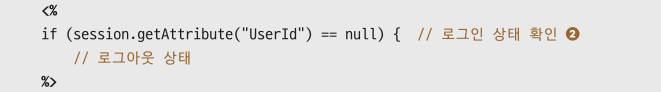 <%
if (session.getAttribute("UserId") == null) {  // 로그인 상태 확인 ❷
    // 로그아웃 상태
%>